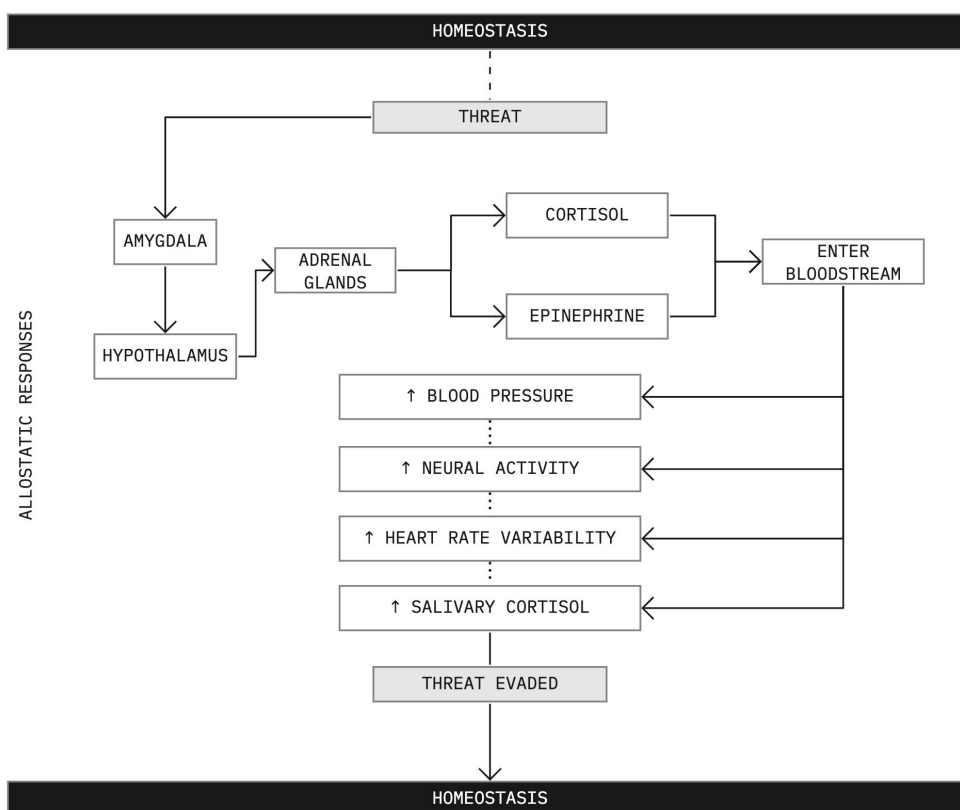 HOMEOSTASIS
THREAT
AMYGDALA
HYPOTHALAMUS
ADRENAL
GLANDS
CORTISOL
EPINEPHRINE
ENTER
BLOODSTREAM
ALLOSTATIC RESPONSES
↑ BLOOD PRESSURE
↑ NEURAL ACTIVITY
↑ HEART RATE VARIABILITY
↑ SALIVARY CORTISOL
THREAT EVADED
HOMEOSTASIS